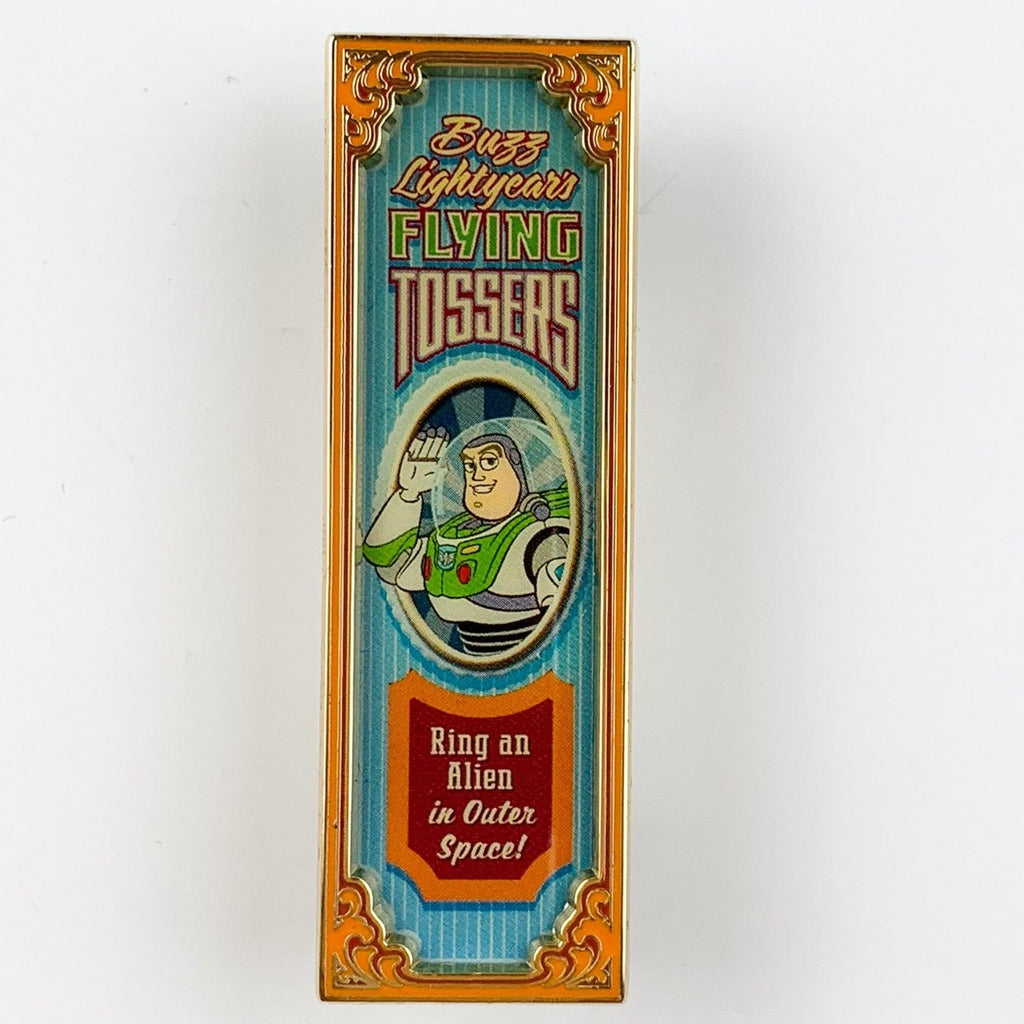 Buzz
Lightyear's
FLYING
TOSSERS
Ring an
Alien
in Outer
Space!